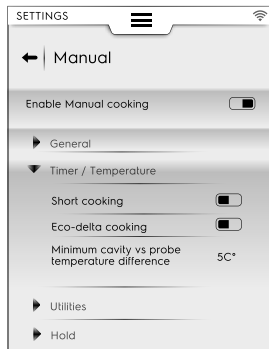 SETTINGS
Manual
Enable Manual cooking
General
Timer / Temperature
Short cooking
Eco-delta cooking
Minimum cavity vs probe
temperature difference
5C°
Utilities
Hold